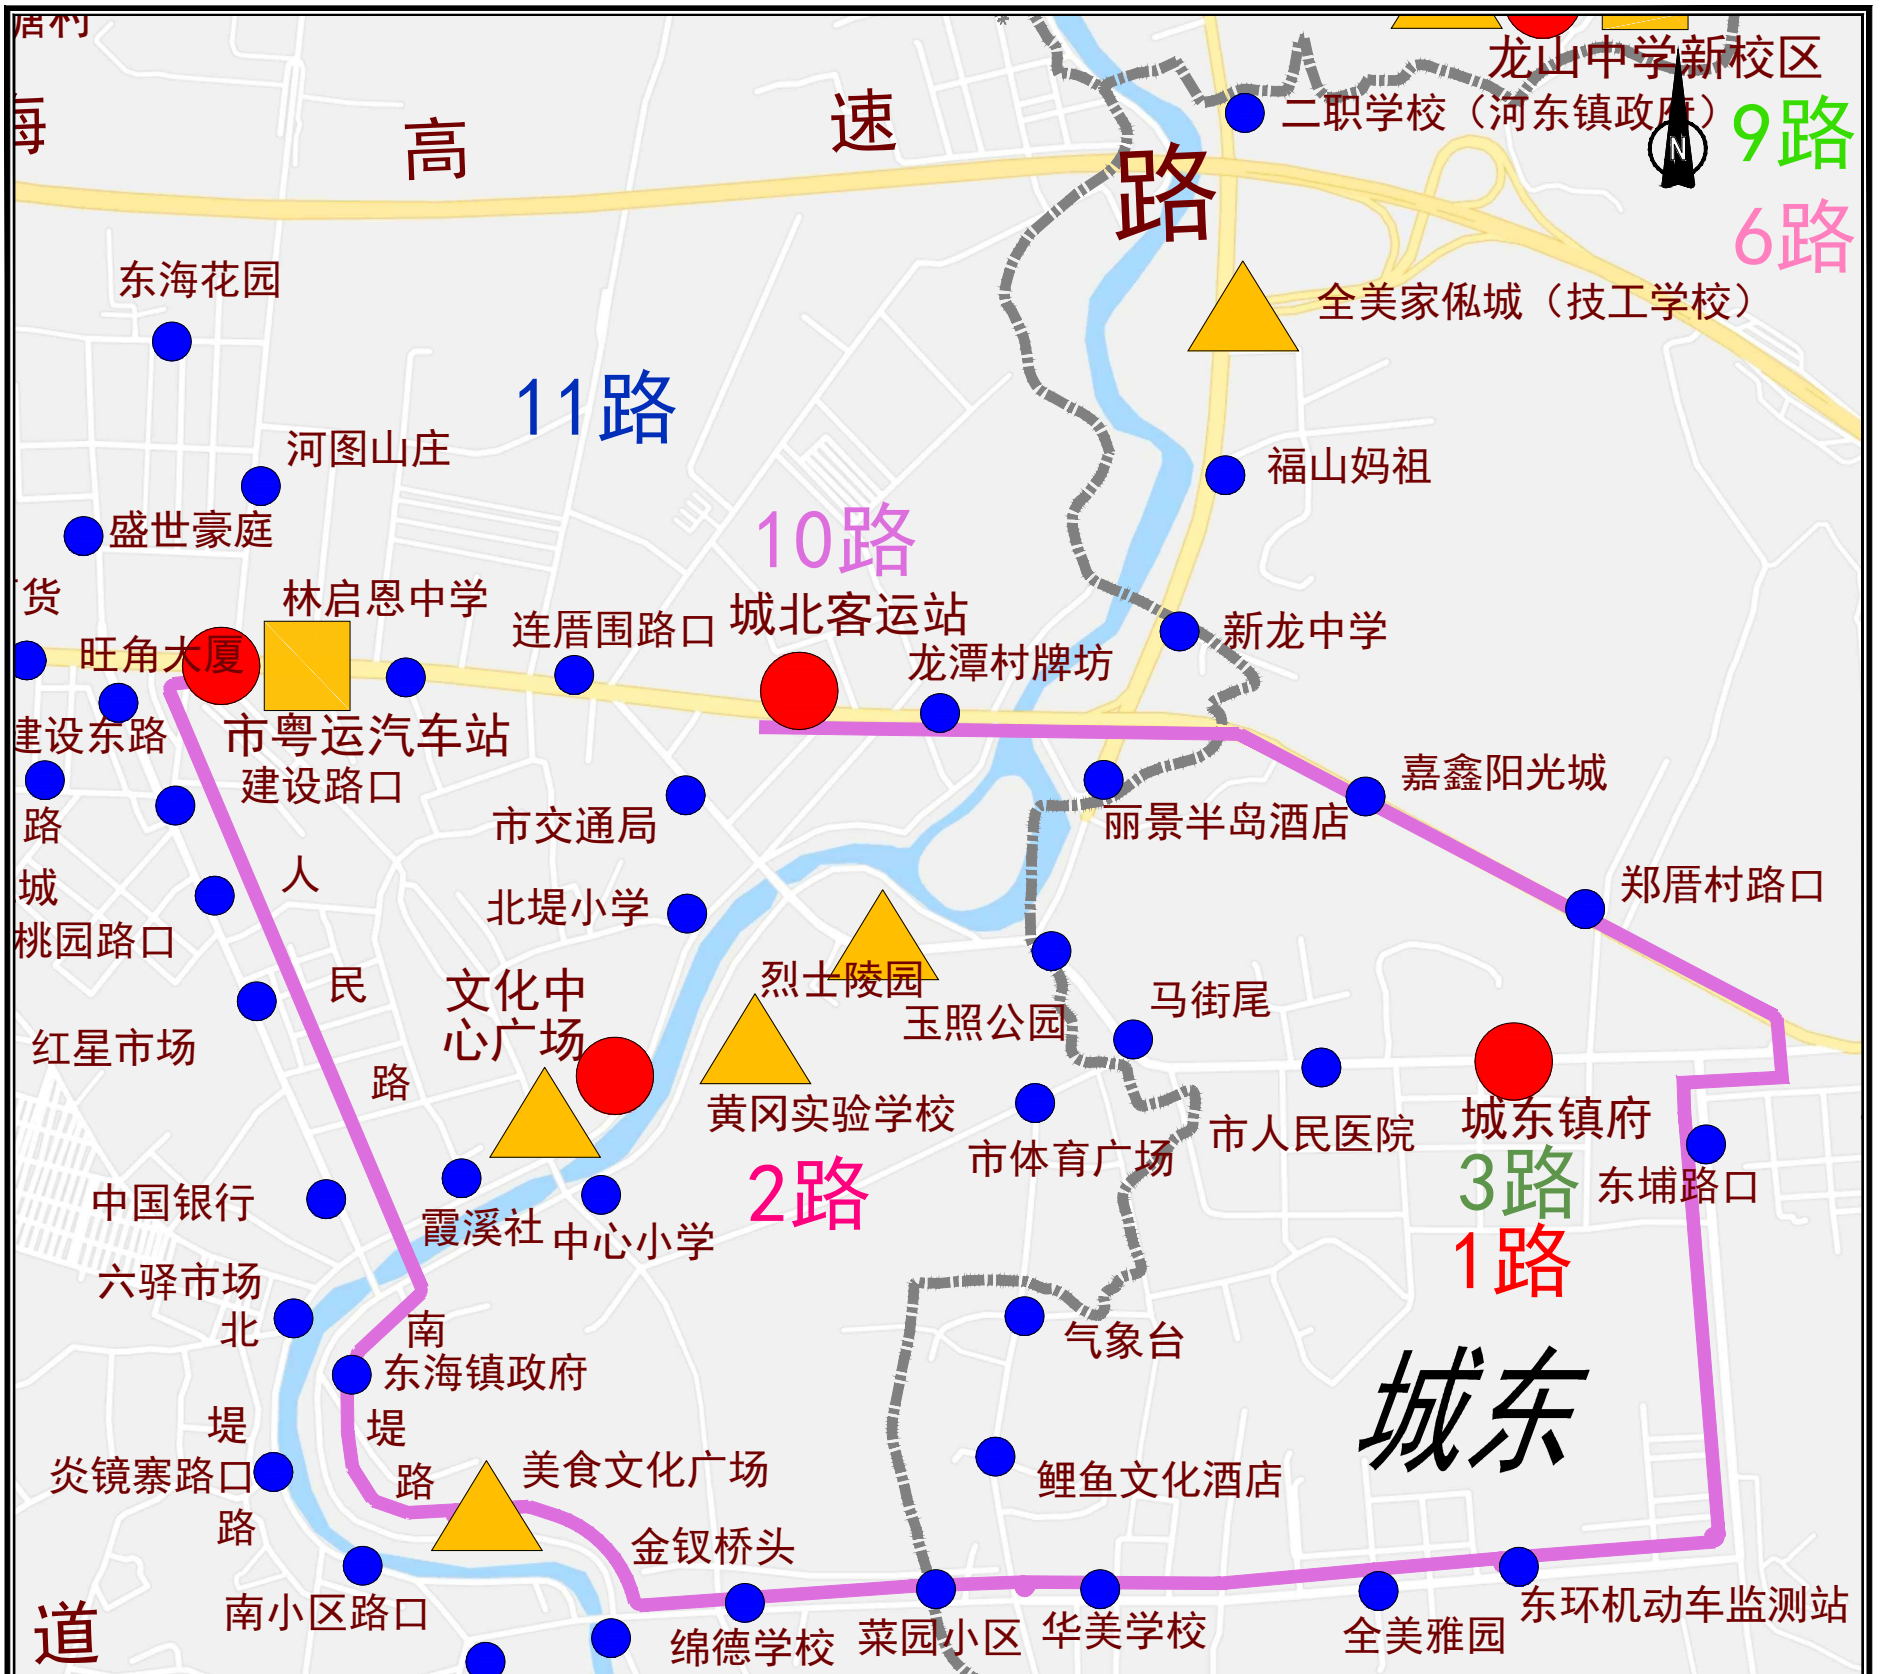 龙山中学新校区
二职学校（河东镇政府）
N
9路
6路
海
高
速
路
东海花园
全美家俬城（技工学校）
11路
河图山庄
福山妈祖
盛世豪庭
10路
货
林启恩中学
连厝围路口
城北客运站
新龙中学
旺角大厦
龙潭村牌坊
建设东路
市粤运汽车站
建设路口
嘉鑫阳光城
路
市交通局
丽景半岛酒店
城
人
郑厝村路口
北堤小学
桃园路口
民
文化中
心广场
烈士陵园
玉照公园
马街尾
红星市场
路
黄冈实验学校
市体育广场
市人民医院
城东镇府
3路
东埔路口
2路
中国银行
霞溪社
中心小学
1路
六驿市场
北
南
气象台
东海镇政府
城东
堤
堤
炎镜寨路口
路
路
美食文化广场
鲤鱼文化酒店
金钗桥头
南小区路口
道
绵德学校
菜园小区
华美学校
全美雅园
东环机动车监测站